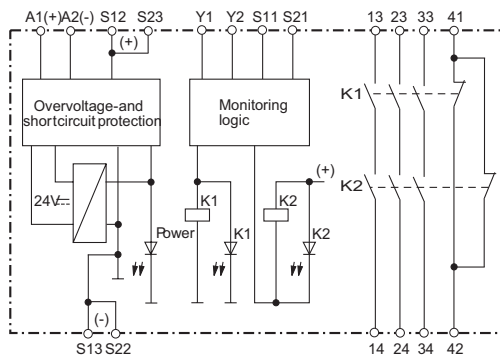 A1(+) A2(-) S12 S23 Y1 Y2 S11 S21 13 23 33 41
(+)
Overvoltage-and
shortcircuit protection
Monitoring
logic
K1
K2
(+)
24V
K1 K2
Power K1 K2
(-)
S13 S22 14 24 34 42